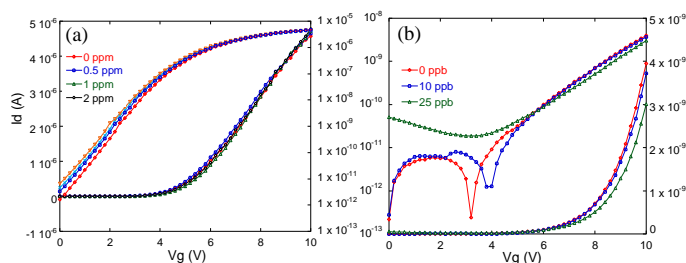 (a)
5 10⁻⁶
4 10⁻⁶
3 10⁻⁶
2 10⁻⁶
1 10⁻⁶
0
-1 10⁻⁶
Id (A)
0 ppm
0.5 ppm
1 ppm
2 ppm
1 x 10⁻⁵
1 x 10⁻⁶
1 x 10⁻⁷
1 x 10⁻⁸
1 x 10⁻⁹
1 x 10⁻¹⁰
1 x 10⁻¹¹
1 x 10⁻¹²
1 x 10⁻¹³
0 2 4 6 8 10
Vg (V)
(b)
10⁻⁸
10⁻⁹
10⁻¹⁰
10⁻¹¹
10⁻¹²
10⁻¹³
0 ppb
10 ppb
25 ppb
5 10⁻⁹
4 10⁻⁹
3 10⁻⁹
2 10⁻⁹
1 10⁻⁹
0
0 2 4 6 8 10
Vg (V)